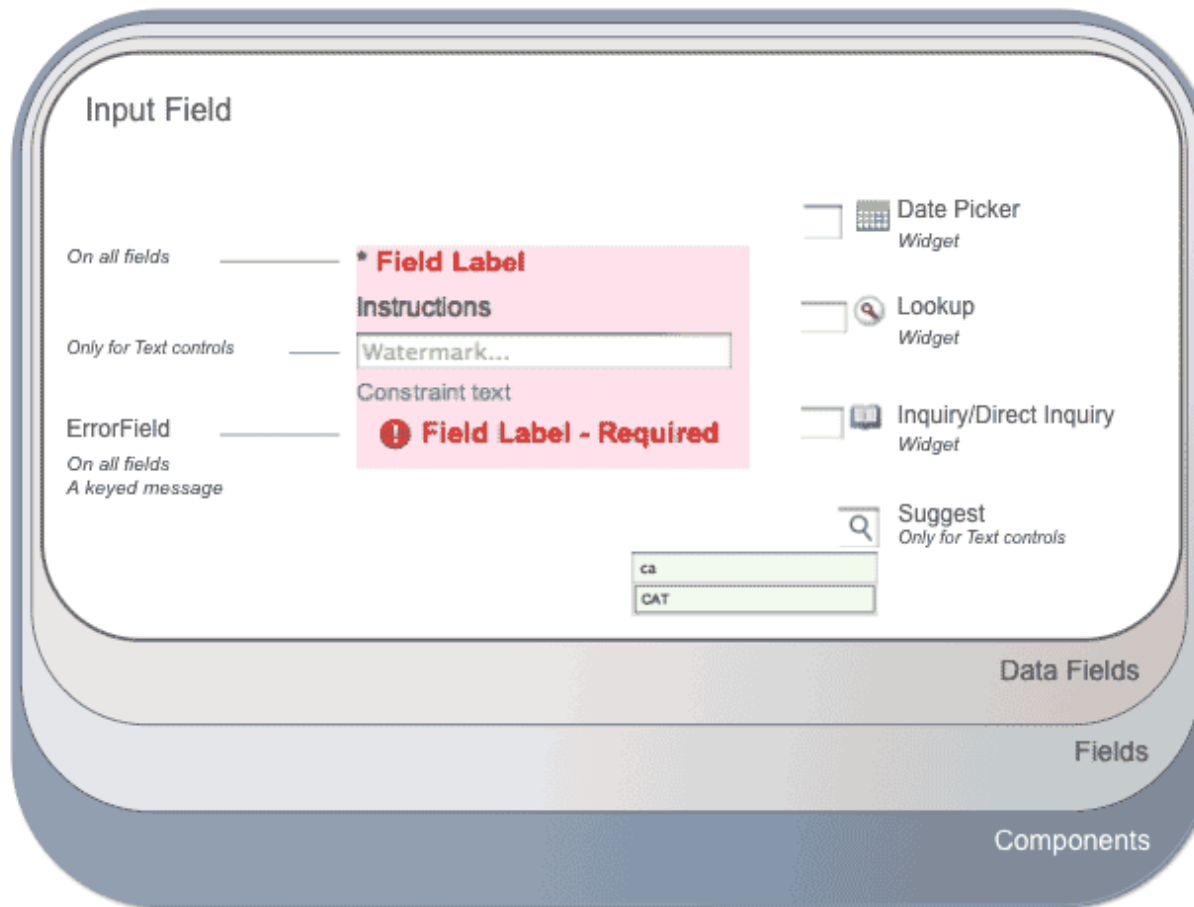 Input Field
On all fields
* Field Label
Instructions
Only for Text controls
Watermark...
Constraint text
ErrorField
On all fields
A keyed message
Field Label - Required
Date Picker
Widget
Lookup
Widget
Inquiry/Direct Inquiry
Widget
Suggest
Only for Text controls
ca
CAT
Data Fields
Fields
Components